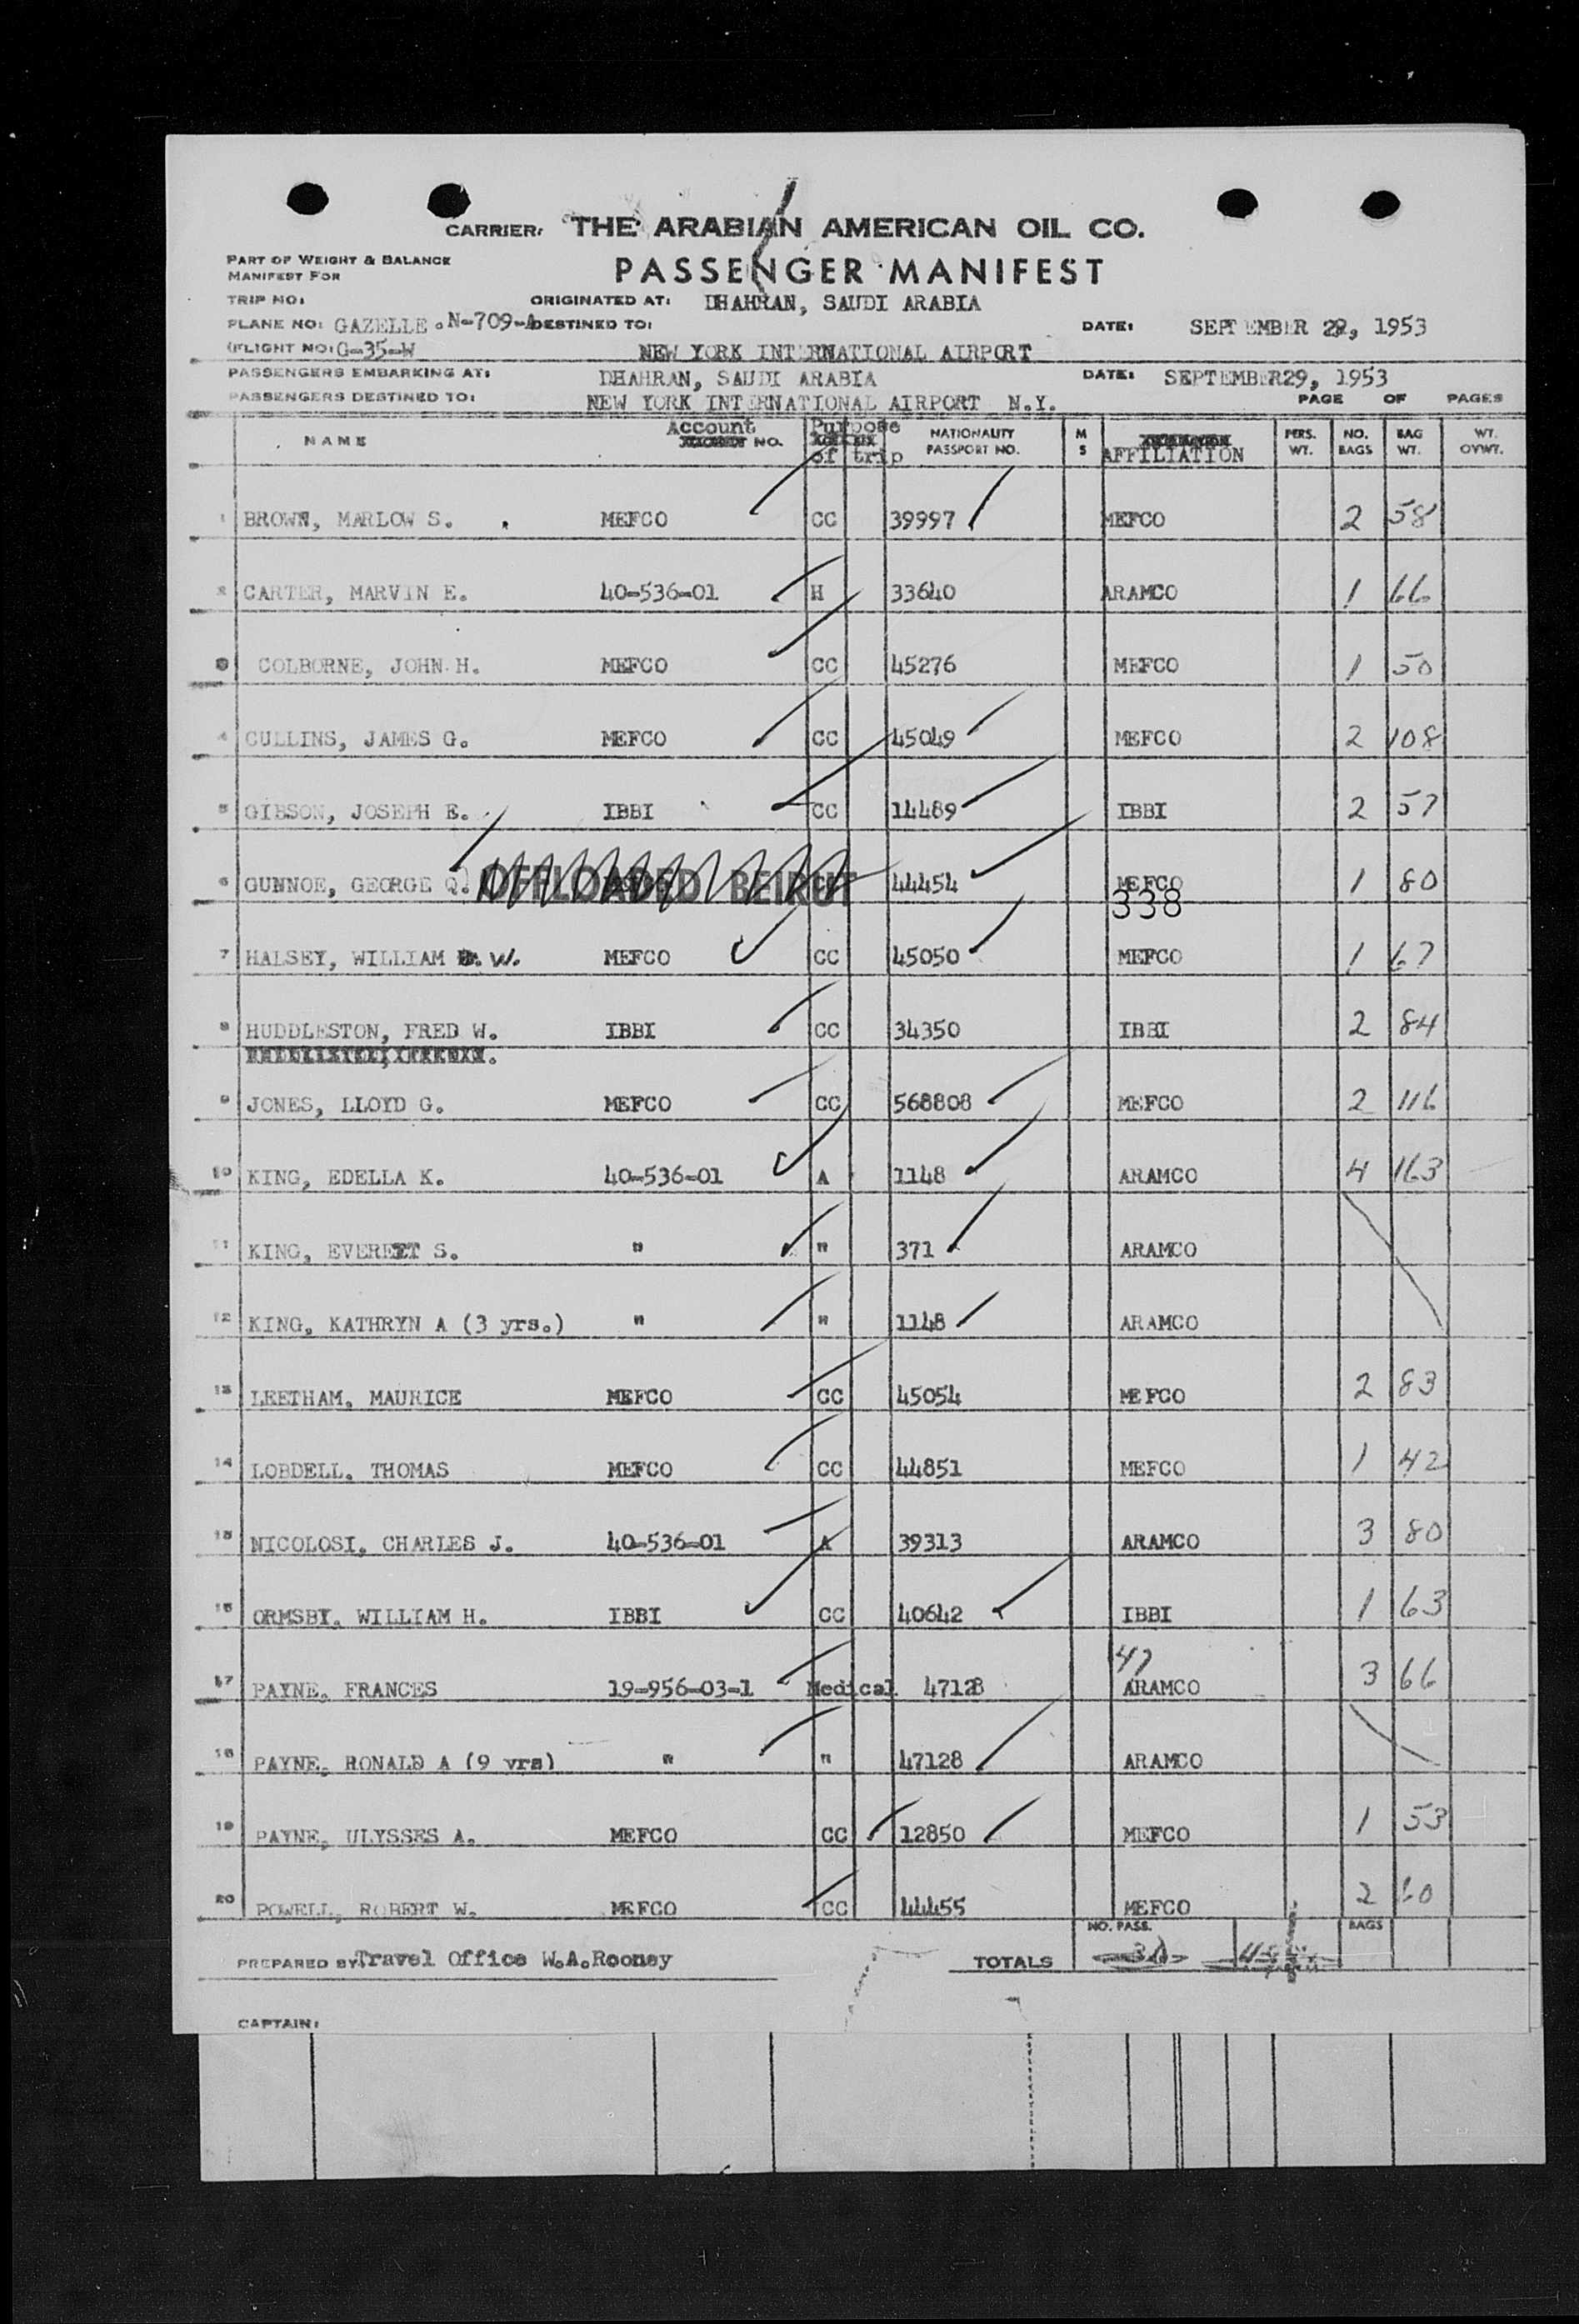 CARRIER: THE ARABIAN AMERICAN OIL CO.
PART OF WEIGHT & BALANCE
MANIFEST FOR
PASSENGER MANIFEST
TRIP NO: ORIGINATED AT: DHAHRAN, SAUDI ARABIA
PLANE NO: GAZELLE. N-709-A DESTINED TO: DATE: SEPTEMBER 29, 1953
FLIGHT NO: G-35-W NEW YORK INTERNATIONAL AIRPORT
PASSENGERS EMBARKING AT: DHAHRAN, SAUDI ARABIA DATE: SEPTEMBER29, 1953
PASSENGERS DESTINED TO: NEW YORK INTERNATIONAL AIRPORT N.Y. PAGE OF PAGES
NAME Account NO. Purpose of trip NATIONALITY PASSPORT NO. M S AFFILIATION PERS. WT. NO. BAGS BAG WT. WT. OVWT.
1 BROWN, MARLOW S. MEFCO CC 39997 MEFCO 2 58
2 CARTER, MARVIN E. 40-536-01 H 33640 ARAMCO 1 66
3 COLBORNE, JOHN H. MEFCO CC 45276 MEFCO 1 50
4 CULLINS, JAMES G. MEFCO CC 45049 MEFCO 2 108
5 GIBSON, JOSEPH E. IBBI CC 14489 IBBI 2 57
6 GUNNOE, GEORGE Q. OFFLOADED BEIRUT 44454 MEFCO 1 80
338
7 HALSEY, WILLIAM W. MEFCO CC 45050 MEFCO 1 67
8 HUDDLESTON, FRED W. IBBI CC 34350 IBBI 2 84
9 JONES, LLOYD G. MEFCO CC 568808 MEFCO 2 116
10 KING, EDELLA K. 40-536-01 A 1148 ARAMCO 4 163
11 KING, EVERETT S. " " 371 ARAMCO
12 KING, KATHRYN A (3 yrs.) " " 1148 ARAMCO
13 LEETHAM, MAURICE MEFCO CC 45054 MEFCO 2 83
14 LOBDELL, THOMAS MEFCO CC 44851 MEFCO 1 42
15 NICOLOSI, CHARLES J. 40-536-01 A 39313 ARAMCO 3 80
16 ORMSBY, WILLIAM H. IBBI CC 40642 IBBI 1 63
47
17 PAYNE, FRANCES 19-956-03-1 Medical 47128 ARAMCO 3 66
18 PAYNE, RONALD A (9 yrs) " " 47128 ARAMCO
19 PAYNE, ULYSSES A. MEFCO CC 12850 MEFCO 1 53
20 POWELL, ROBERT W. MEFCO CC 44455 MEFCO 2 60
NO. PASS. BAGS
PREPARED BY Travel Office W.A.Rooney TOTALS
CAPTAIN: